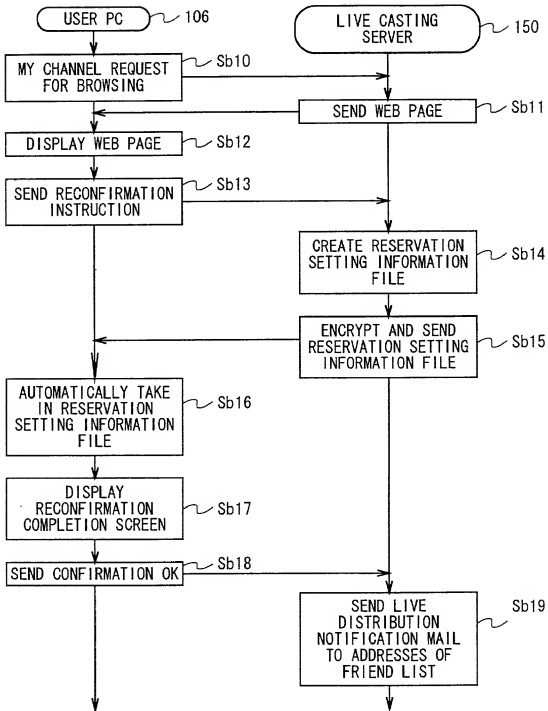 USER PC
106
LIVE CASTING
SERVER
150
MY CHANNEL REQUEST
FOR BROWSING
Sb10
SEND WEB PAGE
Sb11
DISPLAY WEB PAGE
Sb12
SEND RECONFIRMATION
INSTRUCTION
Sb13
CREATE RESERVATION
SETTING INFORMATION
FILE
Sb14
ENCRYPT AND SEND
RESERVATION SETTING
INFORMATION FILE
Sb15
AUTOMATICALLY TAKE
IN RESERVATION
SETTING INFORMATION
FILE
Sb16
DISPLAY
RECONFIRMATION
COMPLETION SCREEN
Sb17
SEND CONFIRMATION OK
Sb18
SEND LIVE
DISTRIBUTION
NOTIFICATION MAIL
TO ADDRESSES OF
FRIEND LIST
Sb19